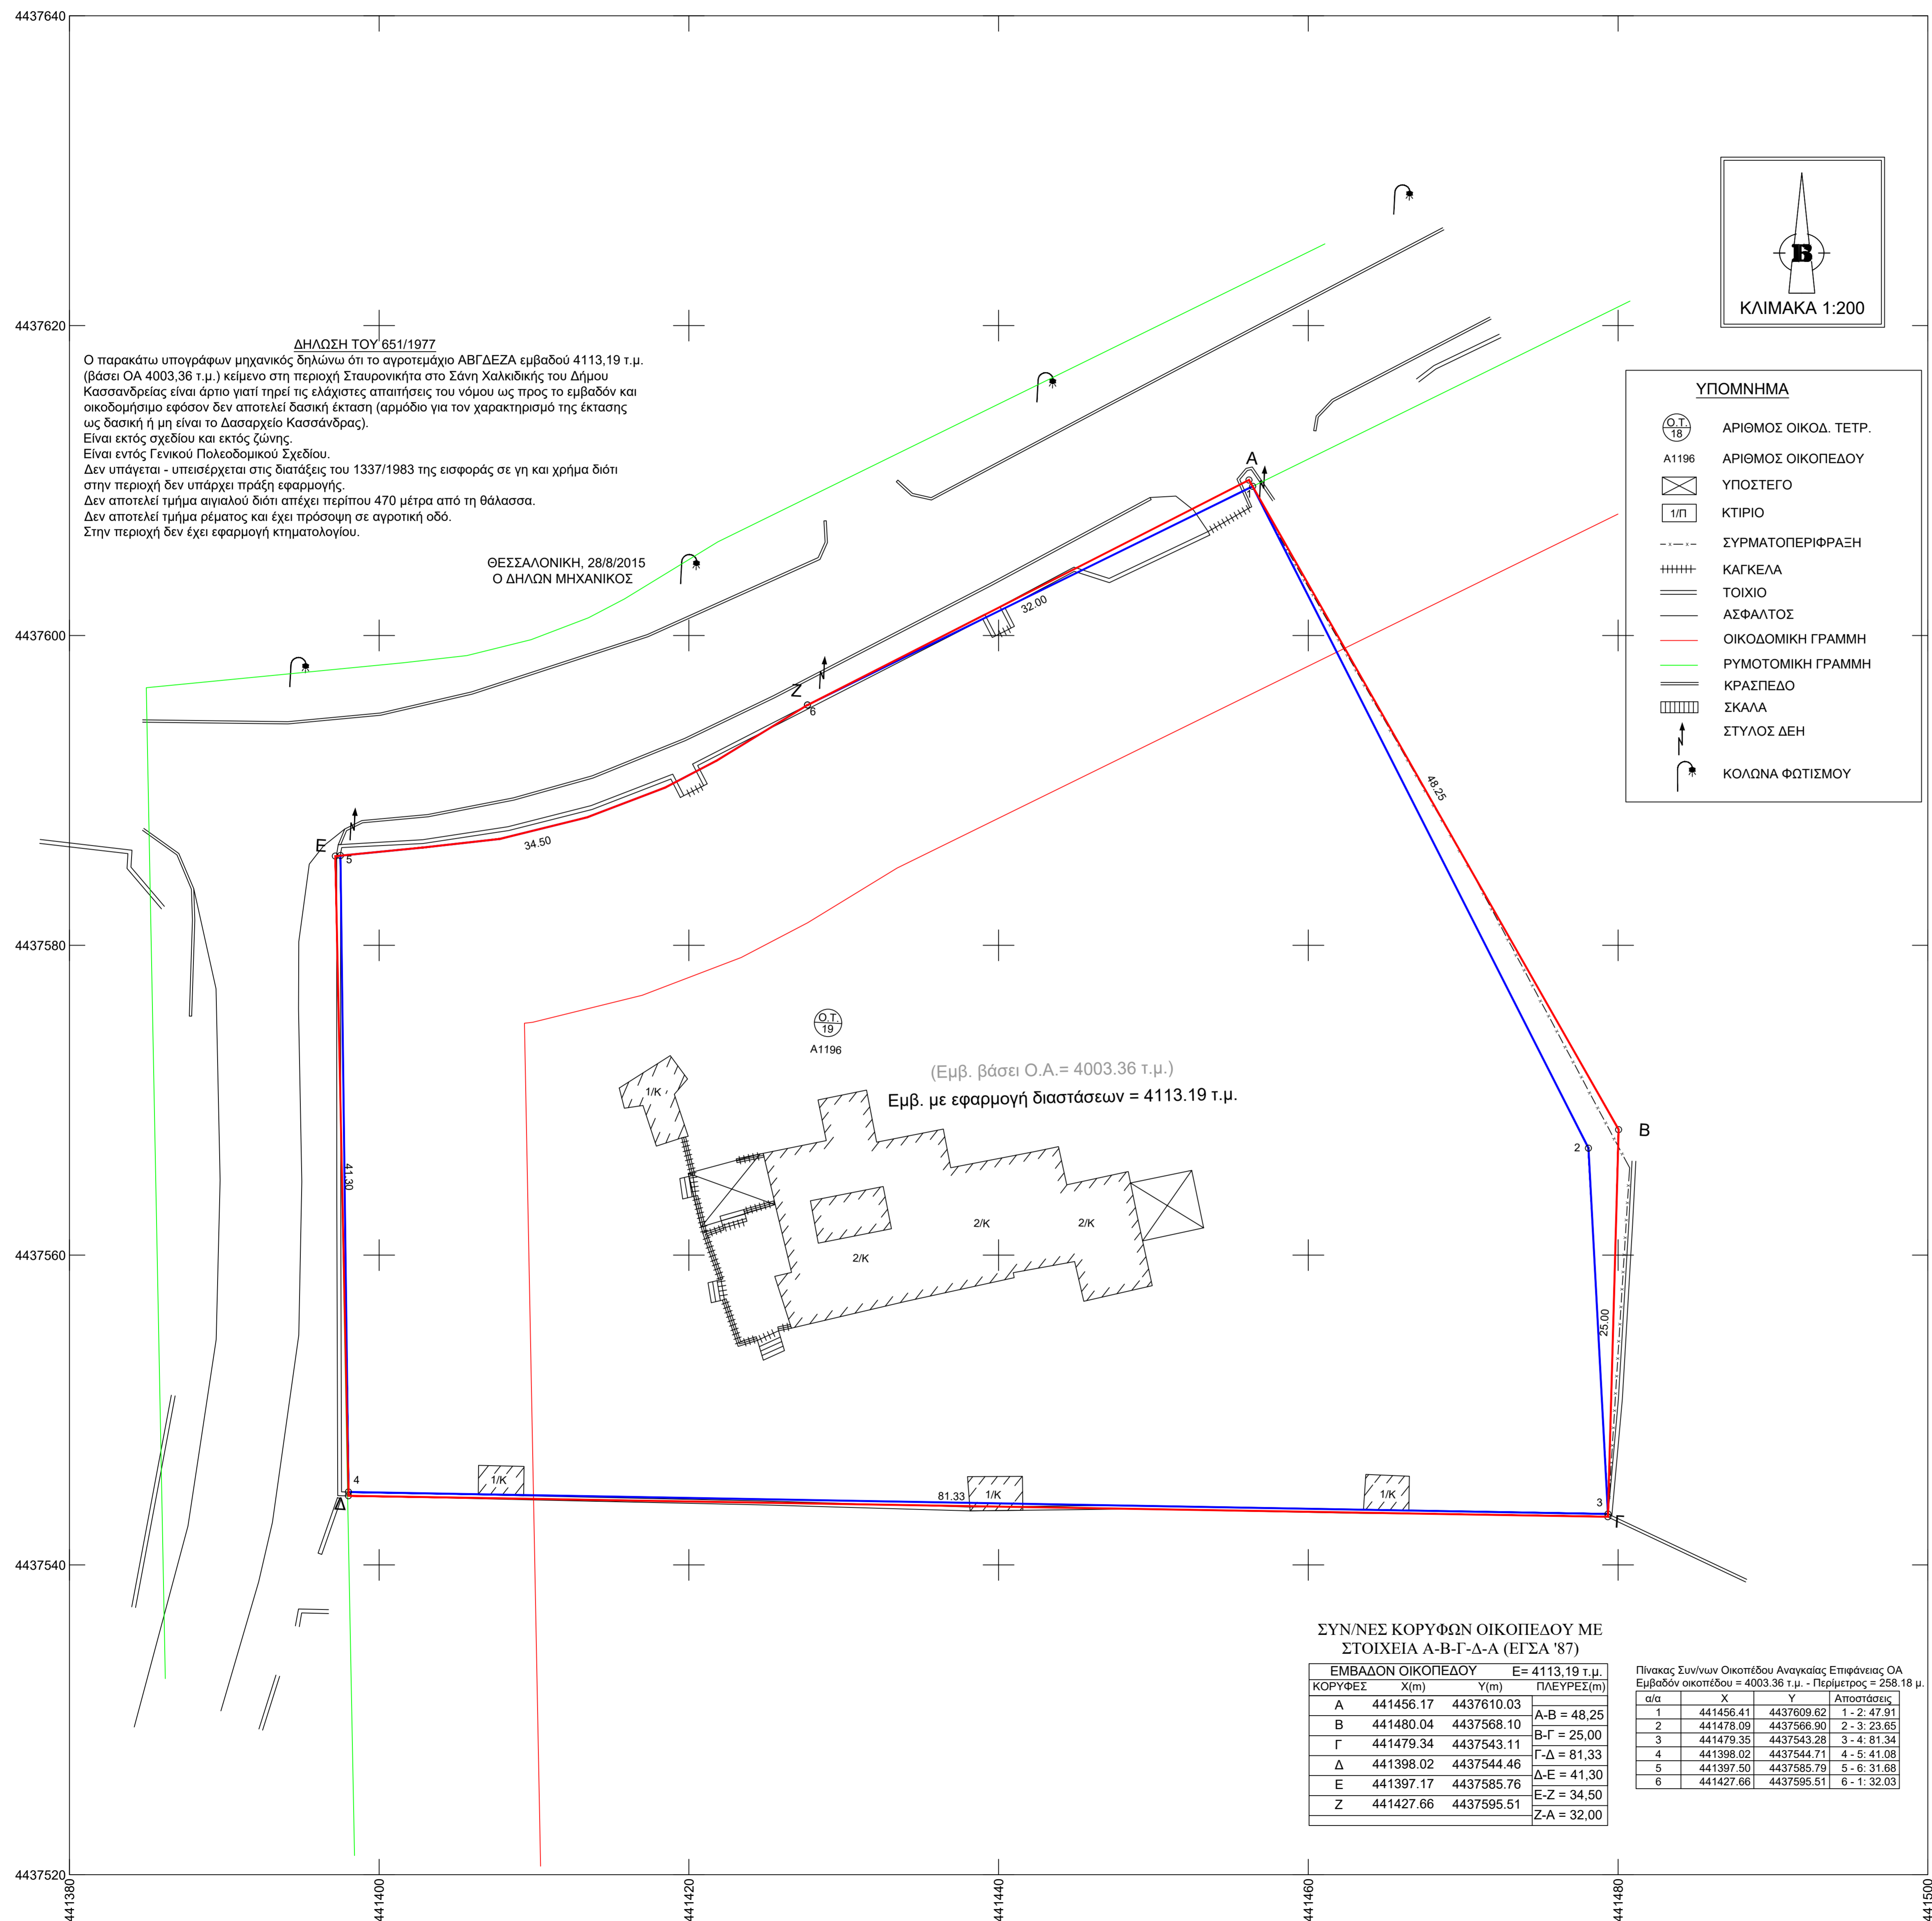 4437640
ΚΛΙΜΑΚΑ 1:200
4437620
ΔΗΛΩΣΗ ΤΟΥ 651/1977
Ο παρακάτω υπογράφων μηχανικός δηλώνω ότι το αγροτεμάχιο ΑΒΓΔΕΖΑ εμβαδού 4113,19 τ.μ.
(βάσει ΟΑ 4003,36 τ.μ.) κείμενο στη περιοχή Σταυρονικήτα στο Σάνη Χαλκιδικής του Δήμου
Κασσανδρείας είναι άρτιο γιατί τηρεί τις ελάχιστες απαιτήσεις του νόμου ως προς το εμβαδόν και
οικοδομήσιμο εφόσον δεν αποτελεί δασική έκταση (αρμόδιο για τον χαρακτηρισμό της έκτασης
ως δασική ή μη είναι το Δασαρχείο Κασσάνδρας).
Είναι εκτός σχεδίου και εκτός ζώνης.
Είναι εντός Γενικού Πολεοδομικού Σχεδίου.
Δεν υπάγεται - υπεισέρχεται στις διατάξεις του 1337/1983 της εισφοράς σε γη και χρήμα διότι
στην περιοχή δεν υπάρχει πράξη εφαρμογής.
Δεν αποτελεί τμήμα αιγιαλού διότι απέχει περίπου 470 μέτρα από τη θάλασσα.
Δεν αποτελεί τμήμα ρέματος και έχει πρόσοψη σε αγροτική οδό.
Στην περιοχή δεν έχει εφαρμογή κτηματολογίου.
ΘΕΣΣΑΛΟΝΙΚΗ, 28/8/2015
Ο ΔΗΛΩΝ ΜΗΧΑΝΙΚΟΣ
ΥΠΟΜΝΗΜΑ
Ο.Τ.
18
ΑΡΙΘΜΟΣ ΟΙΚΟΔ. ΤΕΤΡ.
Α1196 ΑΡΙΘΜΟΣ ΟΙΚΟΠΕΔΟΥ
ΥΠΟΣΤΕΓΟ
1/Π ΚΤΙΡΙΟ
ΣΥΡΜΑΤΟΠΕΡΙΦΡΑΞΗ
ΚΑΓΚΕΛΑ
ΤΟΙΧΙΟ
ΑΣΦΑΛΤΟΣ
ΟΙΚΟΔΟΜΙΚΗ ΓΡΑΜΜΗ
ΡΥΜΟΤΟΜΙΚΗ ΓΡΑΜΜΗ
ΚΡΑΣΠΕΔΟ
ΣΚΑΛΑ
ΣΤΥΛΟΣ ΔΕΗ
ΚΟΛΩΝΑ ΦΩΤΙΣΜΟΥ
Α
1
32.00
4437600
Ζ
6
48.25
Ε
5
34.50
4437580
Ο.Τ.
19
Α1196
(Εμβ. βάσει Ο.Α.= 4003.36 τ.μ.)
Εμβ. με εφαρμογή διαστάσεων = 4113.19 τ.μ.
1/Κ
Β
2
41.30
2/Κ
2/Κ
2/Κ
4437560
25.00
4
Δ
1/Κ
81.33
1/Κ
1/Κ
3
Γ
4437540
ΣΥΝ/ΝΕΣ ΚΟΡΥΦΩΝ ΟΙΚΟΠΕΔΟΥ ΜΕ
ΣΤΟΙΧΕΙΑ Α-Β-Γ-Δ-Α (ΕΓΣΑ '87)
ΕΜΒΑΔΟΝ ΟΙΚΟΠΕΔΟΥ Ε= 4113,19 τ.μ.
ΚΟΡΥΦΕΣ Χ(m) Υ(m) ΠΛΕΥΡΕΣ(m)
Α 441456.17 4437610.03
Α-Β = 48,25
Β 441480.04 4437568.10
Β-Γ = 25,00
Γ 441479.34 4437543.11
Γ-Δ = 81,33
Δ 441398.02 4437544.46
Δ-Ε = 41,30
Ε 441397.17 4437585.76
Ε-Ζ = 34,50
Ζ 441427.66 4437595.51
Ζ-Α = 32,00
Πίνακας Συν/νων Οικοπέδου Αναγκαίας Επιφάνειας ΟΑ
Εμβαδόν οικοπέδου = 4003.36 τ.μ. - Περίμετρος = 258.18 μ.
α/α Χ Υ Αποστάσεις
1 441456.41 4437609.62 1 - 2: 47.91
2 441478.09 4437566.90 2 - 3: 23.65
3 441479.35 4437543.28 3 - 4: 81.34
4 441398.02 4437544.71 4 - 5: 41.08
5 441397.50 4437585.79 5 - 6: 31.68
6 441427.66 4437595.51 6 - 1: 32.03
4437520
441380
441400
441420
441440
441460
441480
441500